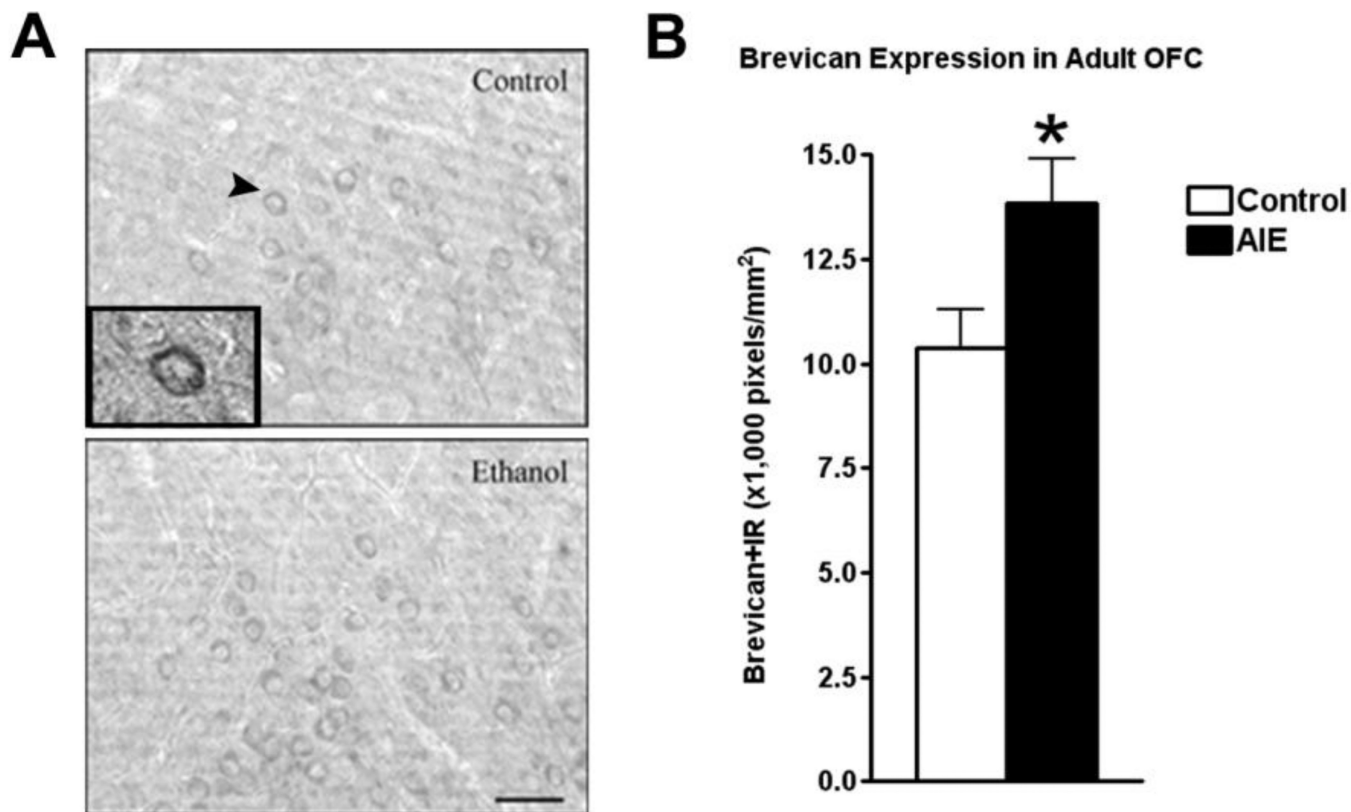 A
Control
Ethanol
B
Brevican Expression in Adult OFC
Brevican+IR (x1,000 pixels/mm²)
15.0
12.5
10.0
7.5
5.0
2.5
0.0
*
Control
AIE